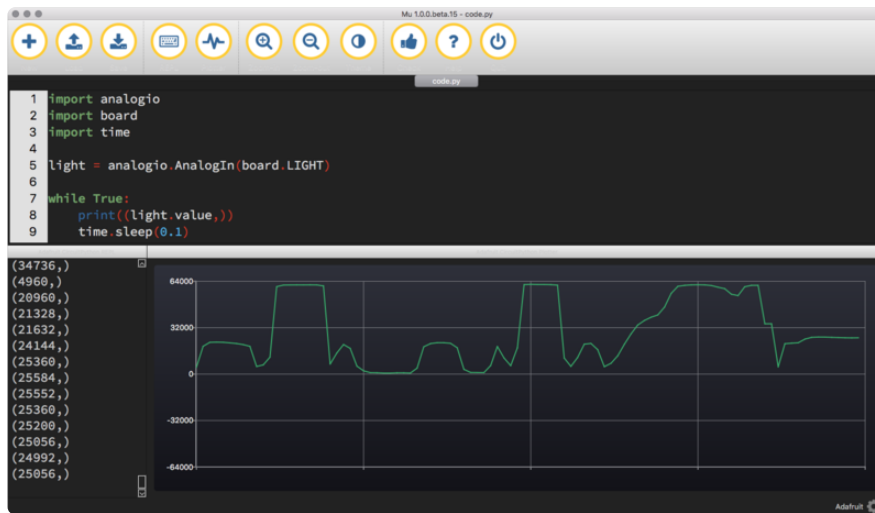 Mu 1.0.0.beta.15 - code.py
?
code.py
1 import analogio
2 import board
3 import time
4
5 light = analogio.AnalogIn(board.LIGHT)
6
7 while True:
8     print((light.value,))
9     time.sleep(0.1)
(34736,)
(4960,)
(20960,)
(21328,)
(21632,)
(24144,)
(25360,)
(25584,)
(25552,)
(25360,)
(25200,)
(25056,)
(24992,)
(25056,)
64000
32000
0
-32000
-64000
Adafruit